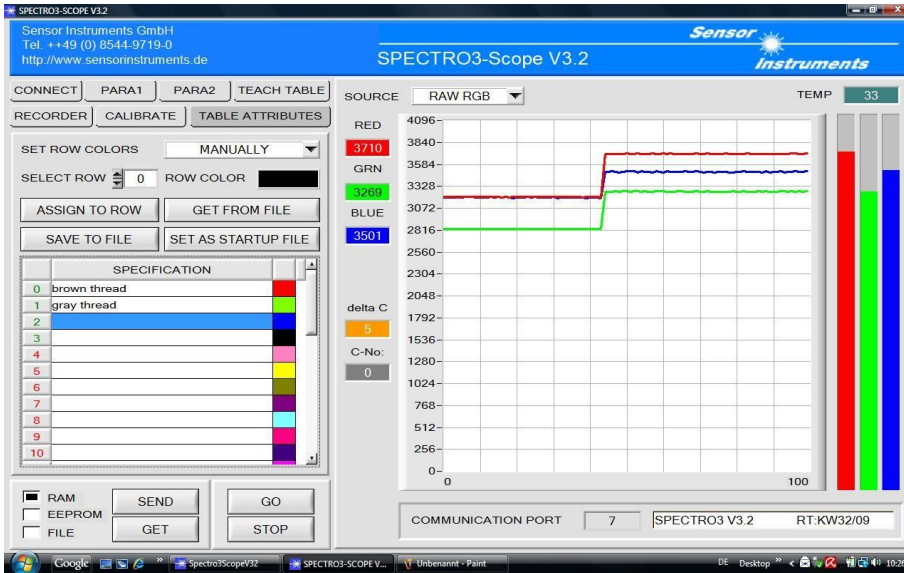 SPECTRO3-SCOPE V3.2
Sensor Instruments GmbH
Tel. ++49 (0) 8544-9719-0
http://www.sensorinstruments.de
SPECTRO3-Scope V3.2
Sensor
Instruments
CONNECT PARA1 PARA2 TEACH TABLE
RECORDER CALIBRATE TABLE ATTRIBUTES
SET ROW COLORS MANUALLY
SELECT ROW 0 ROW COLOR
ASSIGN TO ROW GET FROM FILE
SAVE TO FILE SET AS STARTUP FILE
SPECIFICATION
0 brown thread
1 gray thread
2
3
4
5
6
7
8
9
10
RAM
EEPROM
FILE
SEND GO
GET STOP
SOURCE RAW RGB TEMP 33
RED
3710
GRN
3269
BLUE
3501
delta C
5
C-No:
0
4096
3840
3584
3328
3072
2816
2560
2304
2048
1792
1536
1280
1024
768
512
256
0
0 100
COMMUNICATION PORT 7 SPECTRO3 V3.2 RT:KW32/09
Google » Spectro3ScopeV32 SPECTRO3-SCOPE V... Unbenannt - Paint DE Desktop » < 10:26